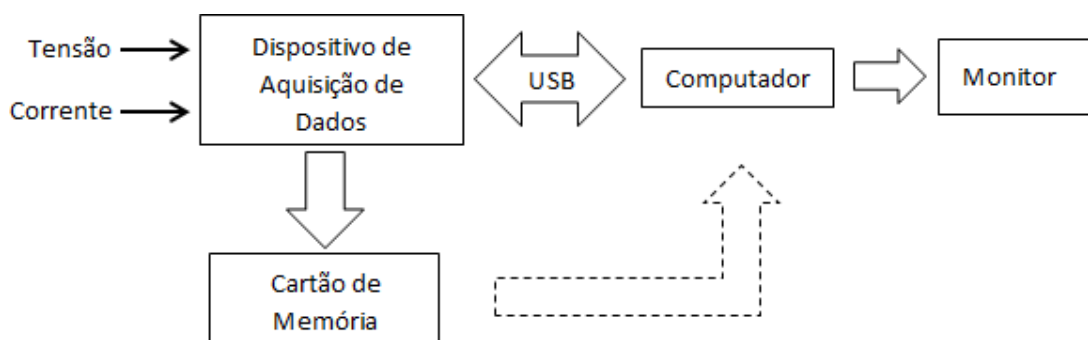 Tensão
Corrente
Dispositivo de
Aquisição de
Dados
USB
Computador
Monitor
Cartão de
Memória